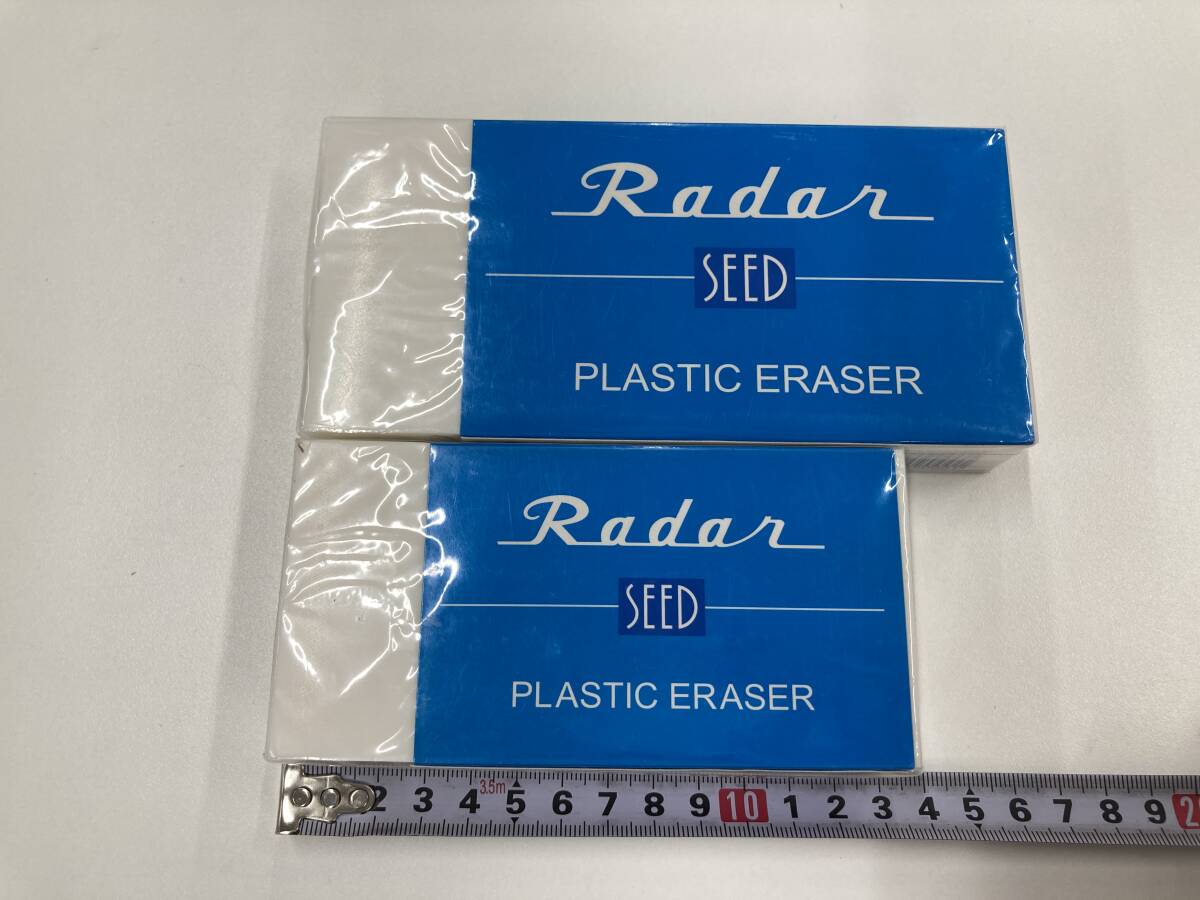 Radar
SEED
PLASTIC ERASER
Radar
SEED
PLASTIC ERASER
3.5m
2 3 4 5 6 7 8 9 10 1 2 3 4 5 6 7 8 9 2